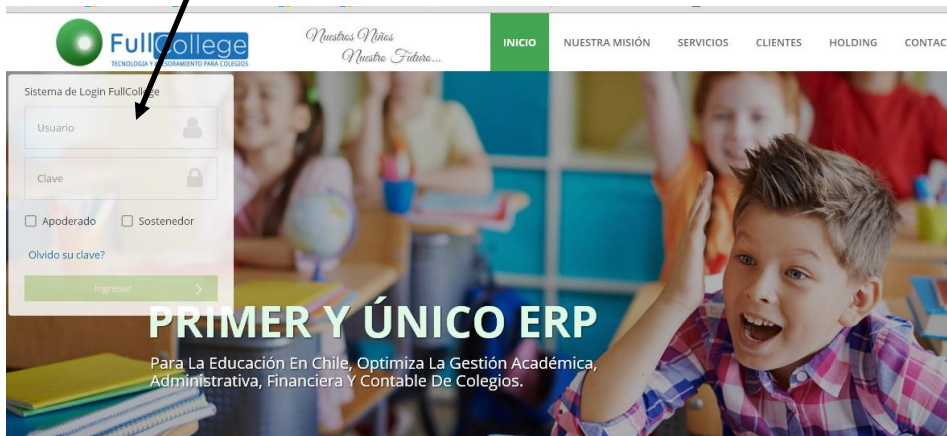 FullCollege
TECNOLOGIA Y ASESORAMIENTO PARA COLEGIOS
Nuestros Niños
Nuestro Futuro...
INICIO NUESTRA MISIÓN SERVICIOS CLIENTES HOLDING CONTAC
Sistema de Login FullCollege
Usuario
Clave
Apoderado Sostenedor
Olvido su clave?
Ingresar
PRIMER Y ÚNICO ERP
Para La Educación En Chile, Optimiza La Gestión Académica,
Administrativa, Financiera Y Contable De Colegios.